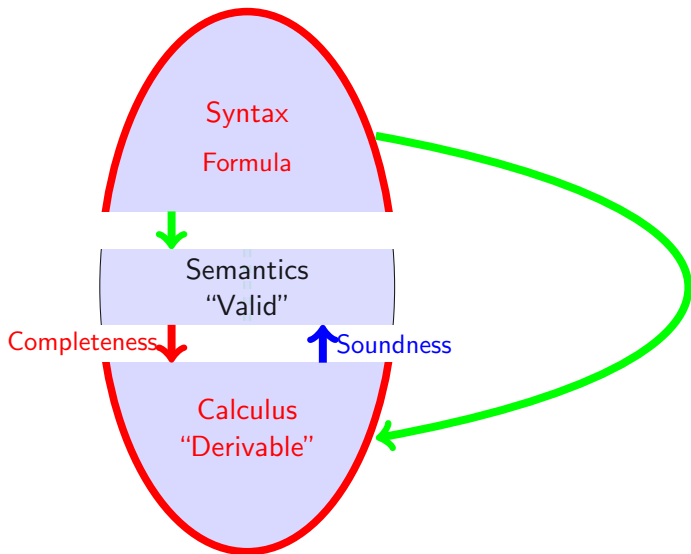 Syntax
Formula
Semantics
“Valid”
Completeness
Soundness
Calculus
“Derivable”